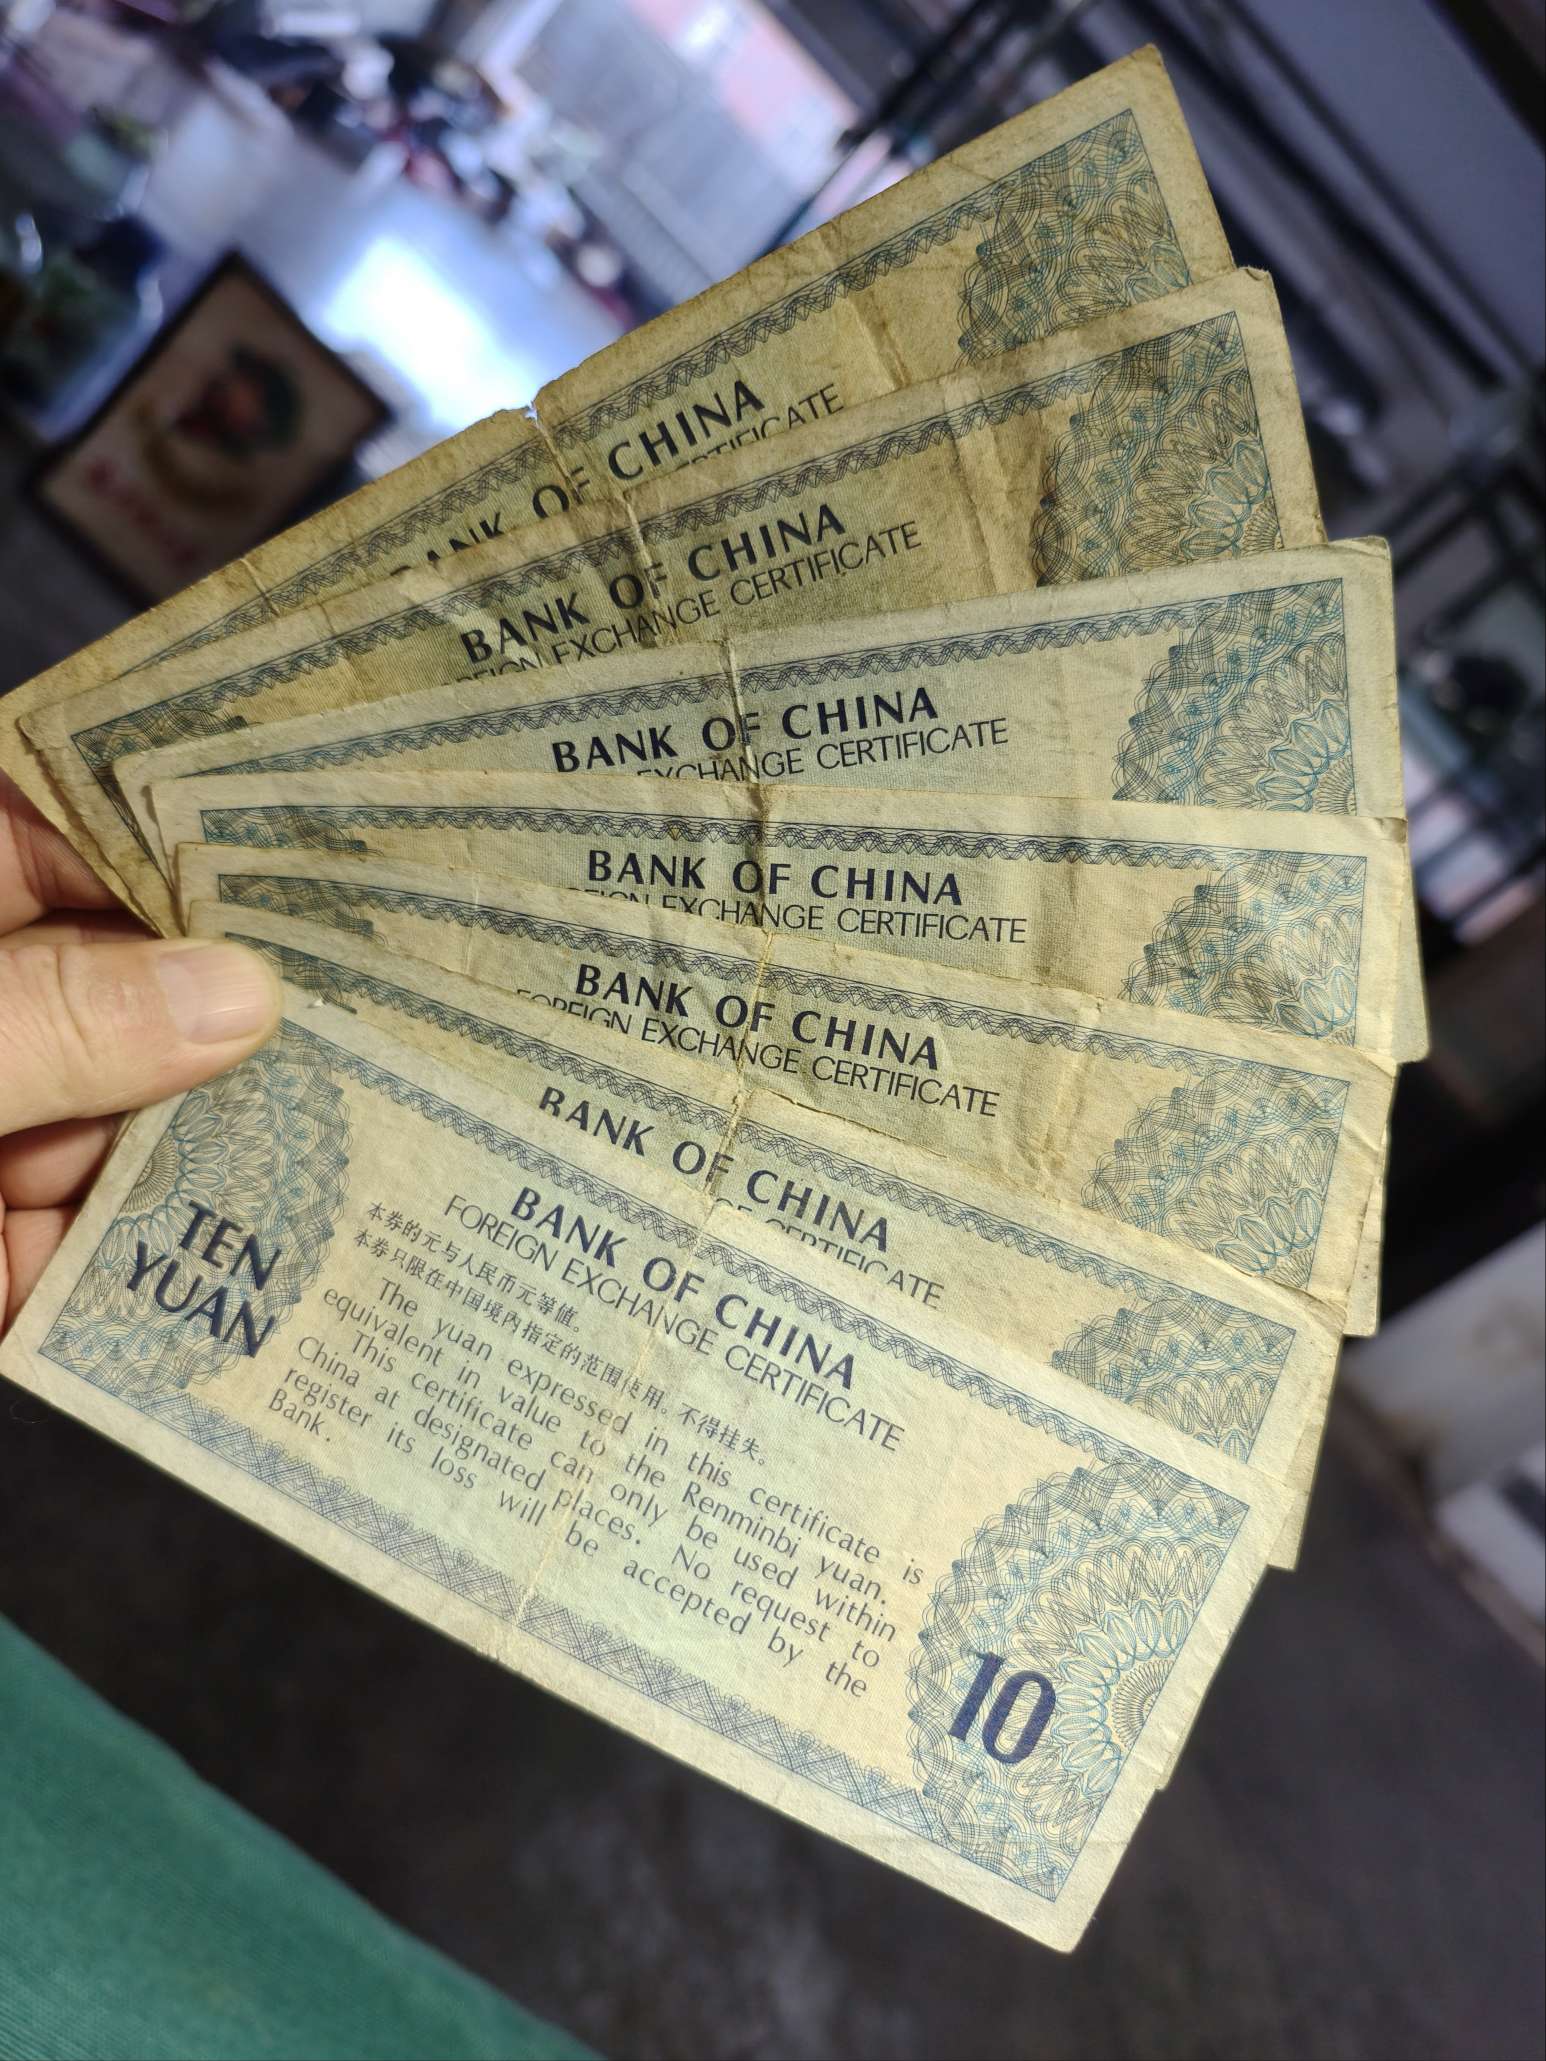 OF CHINA
CERTIFICATE
BANK OF CHINA
EXCHANGE CERTIFICATE
BANK OF CHINA
EXCHANGE CERTIFICATE
BANK OF CHINA
EXCHANGE CERTIFICATE
BANK OF CHINA
FOREIGN EXCHANGE CERTIFICATE
BANK OF CHINA
CERTIFICATE
BANK OF CHINA
FOREIGN EXCHANGE CERTIFICATE
本券的元与人民币元等值。
本券只限在中国境内指定的范围使用。不得挂失。
The yuan expressed in this certificate is
equivalent in value to the Renminbi yuan.
This certificate can only be used within
China at designated places. No request to
register its loss will be accepted by the
Bank.
TEN
YUAN
10